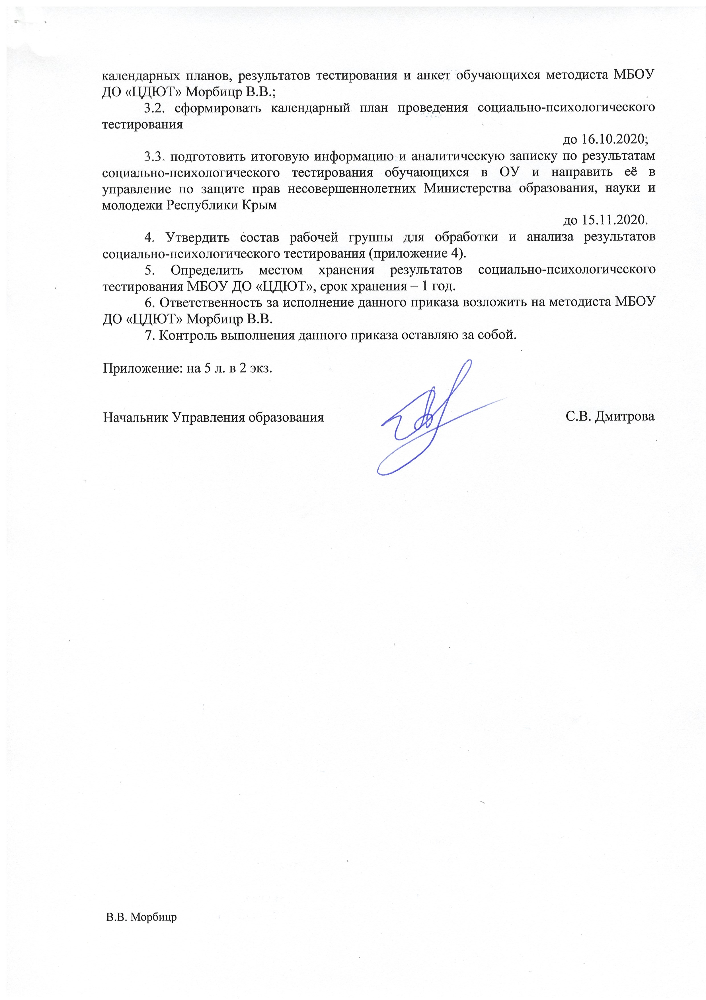 календарных планов, результатов тестирования и анкет обучающихся методиста МБОУ
ДО «ЦДЮТ» Морбицр В.В.;
3.2. сформировать календарный план проведения социально-психологического
тестирования
до 16.10.2020;
3.3. подготовить итоговую информацию и аналитическую записку по результатам
социально-психологического тестирования обучающихся в ОУ и направить её в
управление по защите прав несовершеннолетних Министерства образования, науки и
молодежи Республики Крым
до 15.11.2020.
4. Утвердить состав рабочей группы для обработки и анализа результатов
социально-психологического тестирования (приложение 4).
5. Определить местом хранения результатов социально-психологического
тестирования МБОУ ДО «ЦДЮТ», срок хранения – 1 год.
6. Ответственность за исполнение данного приказа возложить на методиста МБОУ
ДО «ЦДЮТ» Морбицр В.В.
7. Контроль выполнения данного приказа оставляю за собой.
Приложение: на 5 л. в 2 экз.
Начальник Управления образования С.В. Дмитрова
В.В. Морбицр